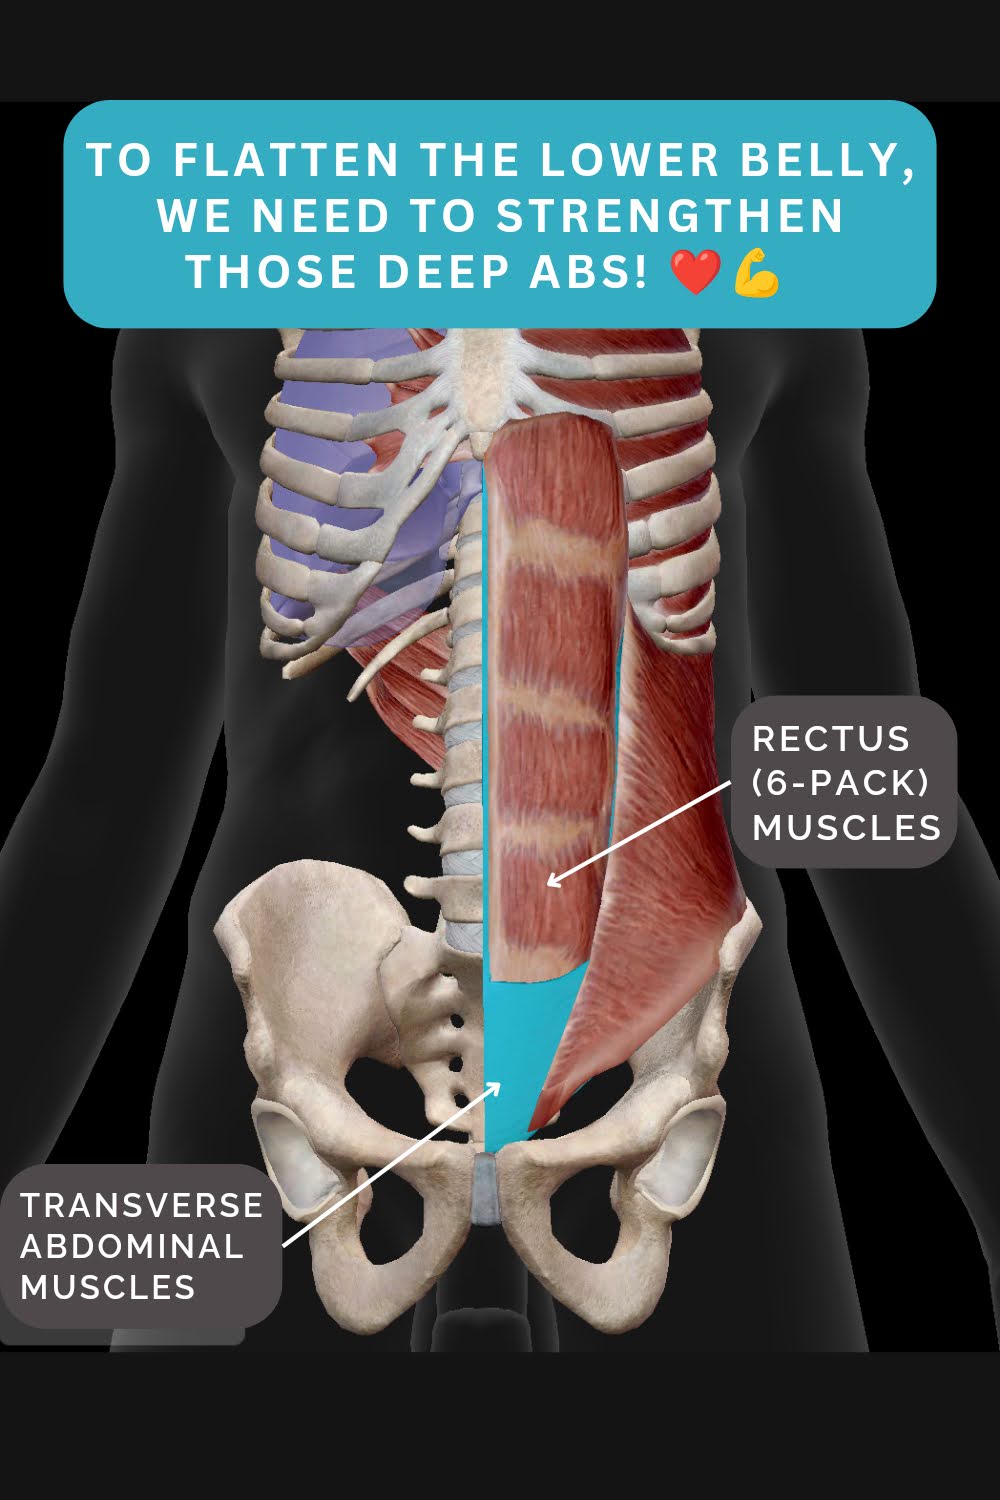 TO FLATTEN THE LOWER BELLY,
WE NEED TO STRENGTHEN
THOSE DEEP ABS! ❤️💪
RECTUS
(6-PACK)
MUSCLES
TRANSVERSE
ABDOMINAL
MUSCLES